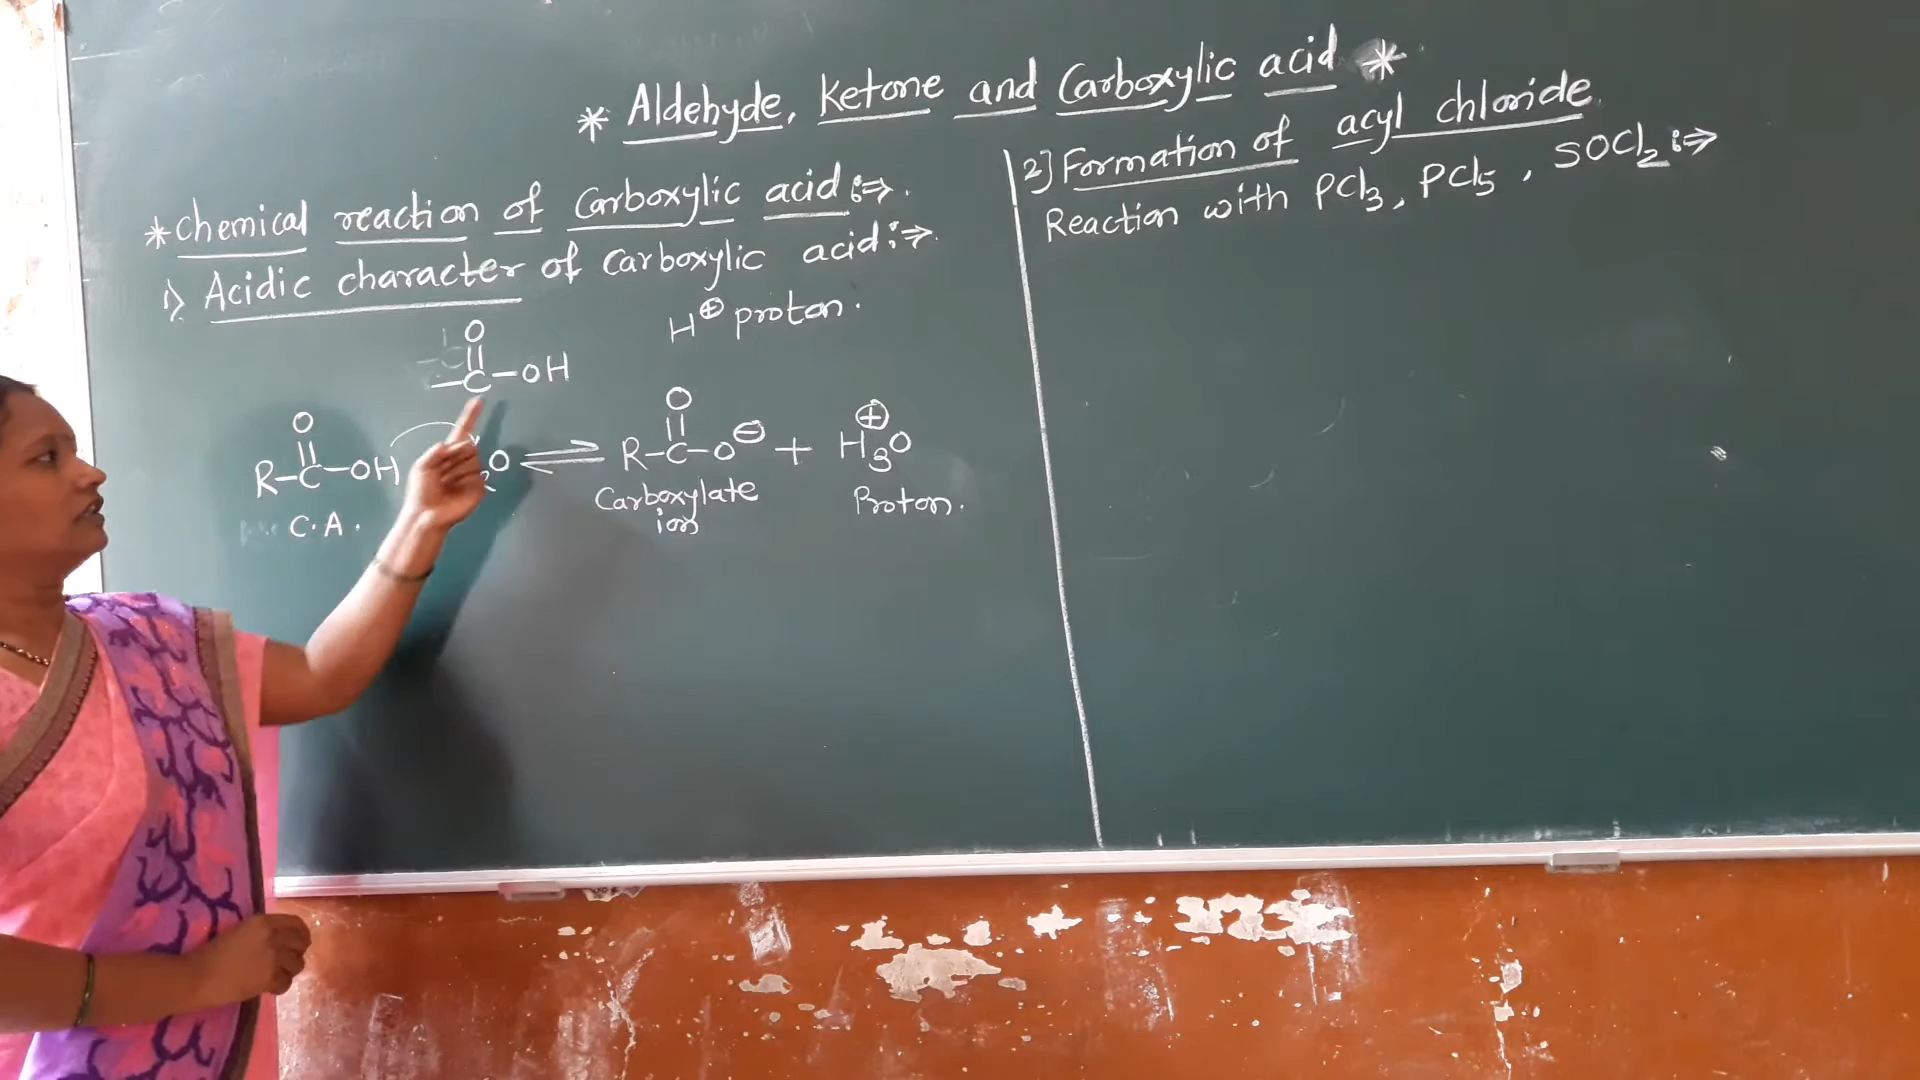 * Aldehyde, Ketone and Carboxylic acid *
* Chemical reaction of Carboxylic acid :⇒.
1) Acidic character of carboxylic acid :⇒.
H⊕ proton.
O
||
—C—OH
O
||
R—C—OH
₂O ⇌
O
||
R—C—O⊖ + H₃O⊕
C.A.
Carboxylate
ion
Proton.
2] Formation of acyl chloride
Reaction with PCl₃, PCl₅, SOCl₂ :⇒